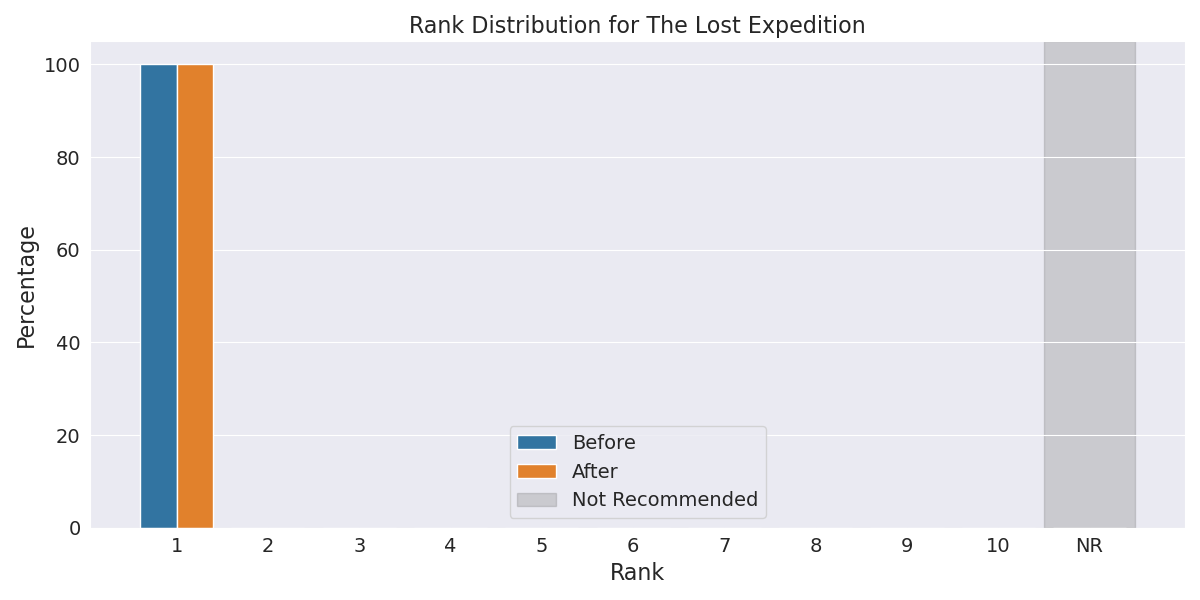 Rank Distribution for The Lost Expedition
Percentage
100
80
60
40
20
0
Before
After
Not Recommended
1 2 3 4 5 6 7 8 9 10 NR
Rank